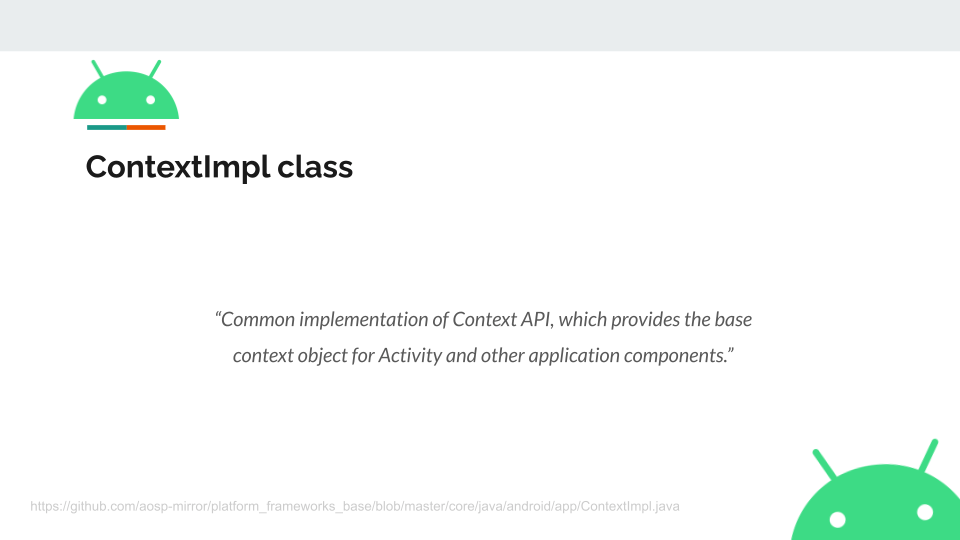 ContextImpl class
“Common implementation of Context API, which provides the base
context object for Activity and other application components.”
https://github.com/aosp-mirror/platform_frameworks_base/blob/master/core/java/android/app/ContextImpl.java